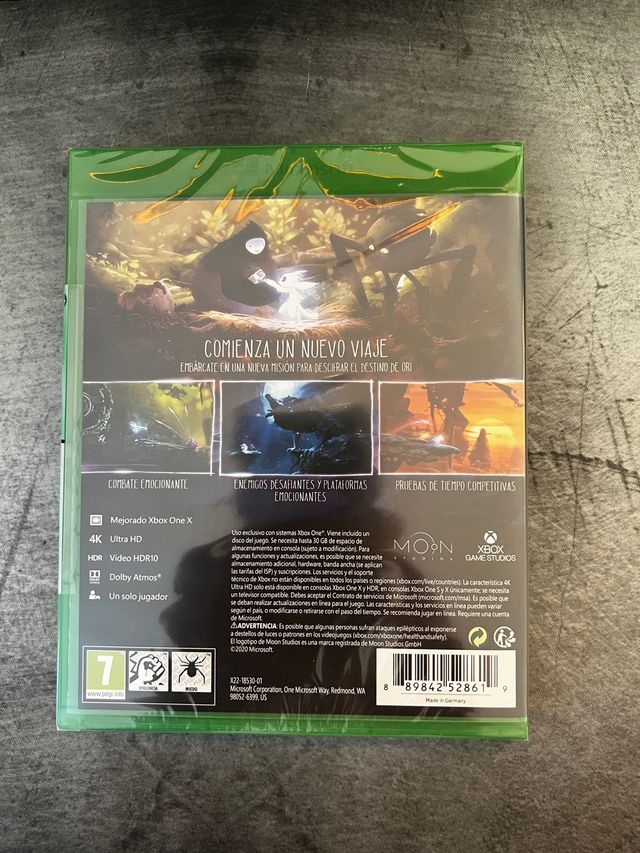 COMIENZA UN NUEVO VIAJE
EMBÁRCATE EN UNA NUEVA MISIÓN PARA DESCIFRAR EL DESTINO DE ORI
COMBATE EMOCIONANTE
ENEMIGOS DESAFIANTES Y PLATAFORMAS
EMOCIONANTES
PRUEBAS DE TIEMPO COMPETITIVAS
Mejorado Xbox One X
4K Ultra HD
HDR Video HDR10
Dolby Atmos®
Un solo jugador
Uso exclusivo con sistemas Xbox One®. Viene incluido un
disco del juego. Se necesita hasta 30 GB de espacio de
almacenamiento en consola (sujeto a modificación). Para
algunas funciones y actualizaciones, es posible que se necesite
almacenamiento adicional, hardware, banda ancha (se aplican
las tarifas del ISP) y suscripciones. Los servicios y el soporte
técnico de Xbox no están disponibles en todos los países o regiones (xbox.com/live/countries). La característica 4K
Ultra HD solo está disponible en consolas Xbox One X y HDR, en consolas Xbox One S y X únicamente; se necesita
un televisor compatible. Debes aceptar el Contrato de servicios de Microsoft (microsoft.com/msa). Es posible que
se deban realizar actualizaciones en línea para el juego. Las características y los servicios en línea pueden variar
según el país, o modificarse o retirarse con el paso del tiempo. Se recomienda jugar en línea. Requiere una cuenta
de Microsoft.
⚠ADVERTENCIA: Es posible que algunas personas sufran ataques epilépticos al exponerse
a destellos de luces o patrones en los videojuegos (xbox.com/xboxone/healthandsafety).
El logotipo de Moon Studios es una marca registrada de Moon Studios GmbH
©2020 Microsoft.
MOON
STUDIOS
XBOX
GAME STUDIOS
7
www.pegi.info
VIOLENCIA
MIEDO
X22-18530-01
Microsoft Corporation, One Microsoft Way, Redmond, WA
98052-6399, US
8 89842 52861 9
Made in Germany